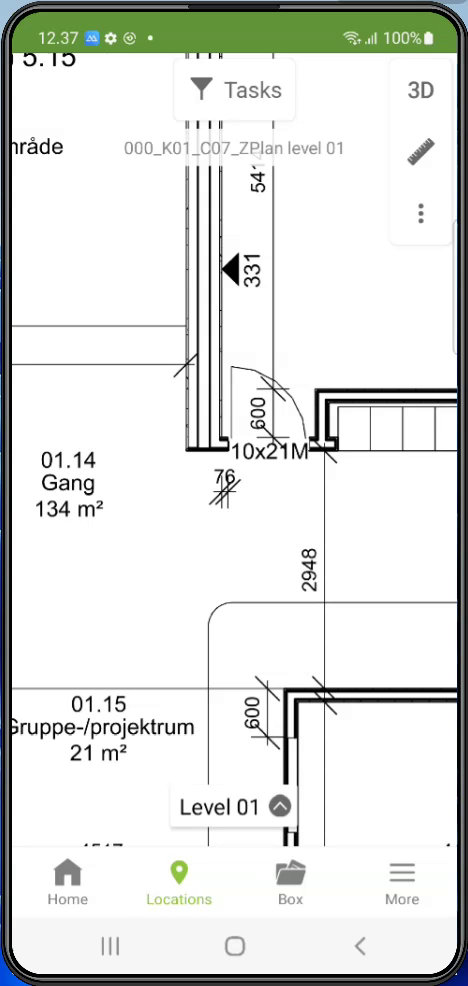 12.37
100%
5.15
Tasks
3D
nråde
000_K01_C07_ZPlan level 01
541
331
600
10x21M
01.14
Gang
134 m²
76
2948
01.15
Gruppe-/projektrum
21 m²
600
Level 01
Home
Locations
Box
More